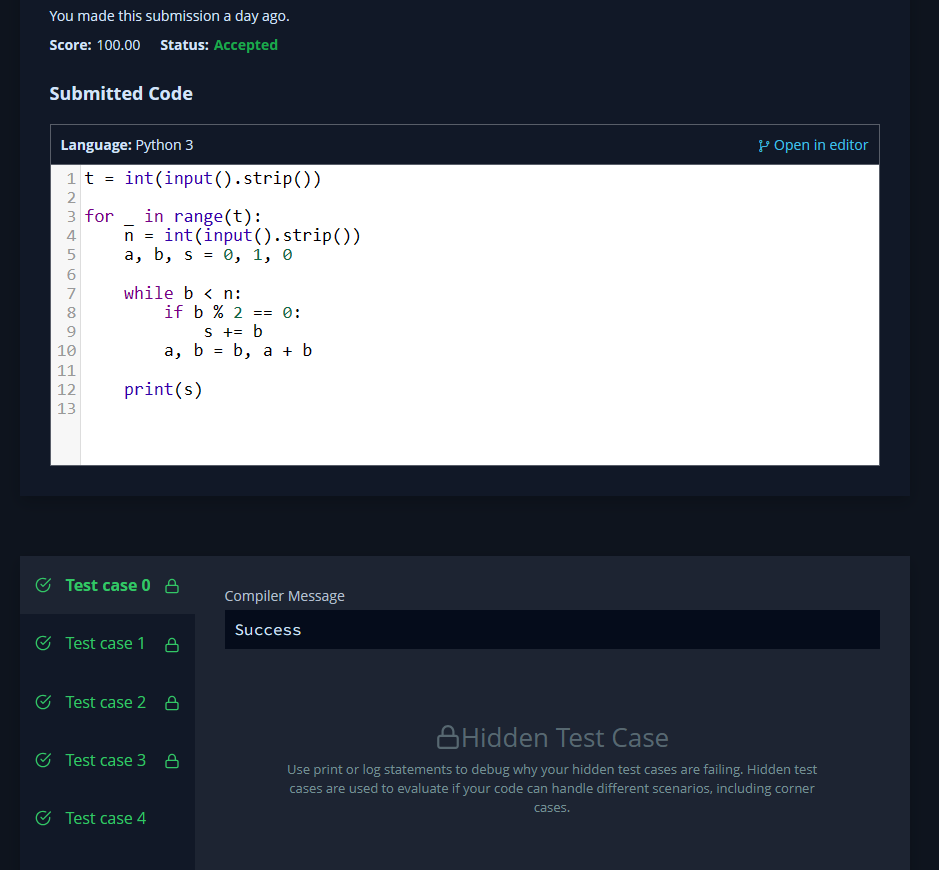 You made this submission a day ago.
Score: 100.00 Status: Accepted
Submitted Code
Language: Python 3
Open in editor
1 t = int(input().strip())
2
3 for _ in range(t):
4     n = int(input().strip())
5     a, b, s = 0, 1, 0
6
7     while b < n:
8         if b % 2 == 0:
9             s += b
10         a, b = b, a + b
11
12     print(s)
13
Test case 0
Test case 1
Test case 2
Test case 3
Test case 4
Compiler Message
Success
Hidden Test Case
Use print or log statements to debug why your hidden test cases are failing. Hidden test
cases are used to evaluate if your code can handle different scenarios, including corner
cases.